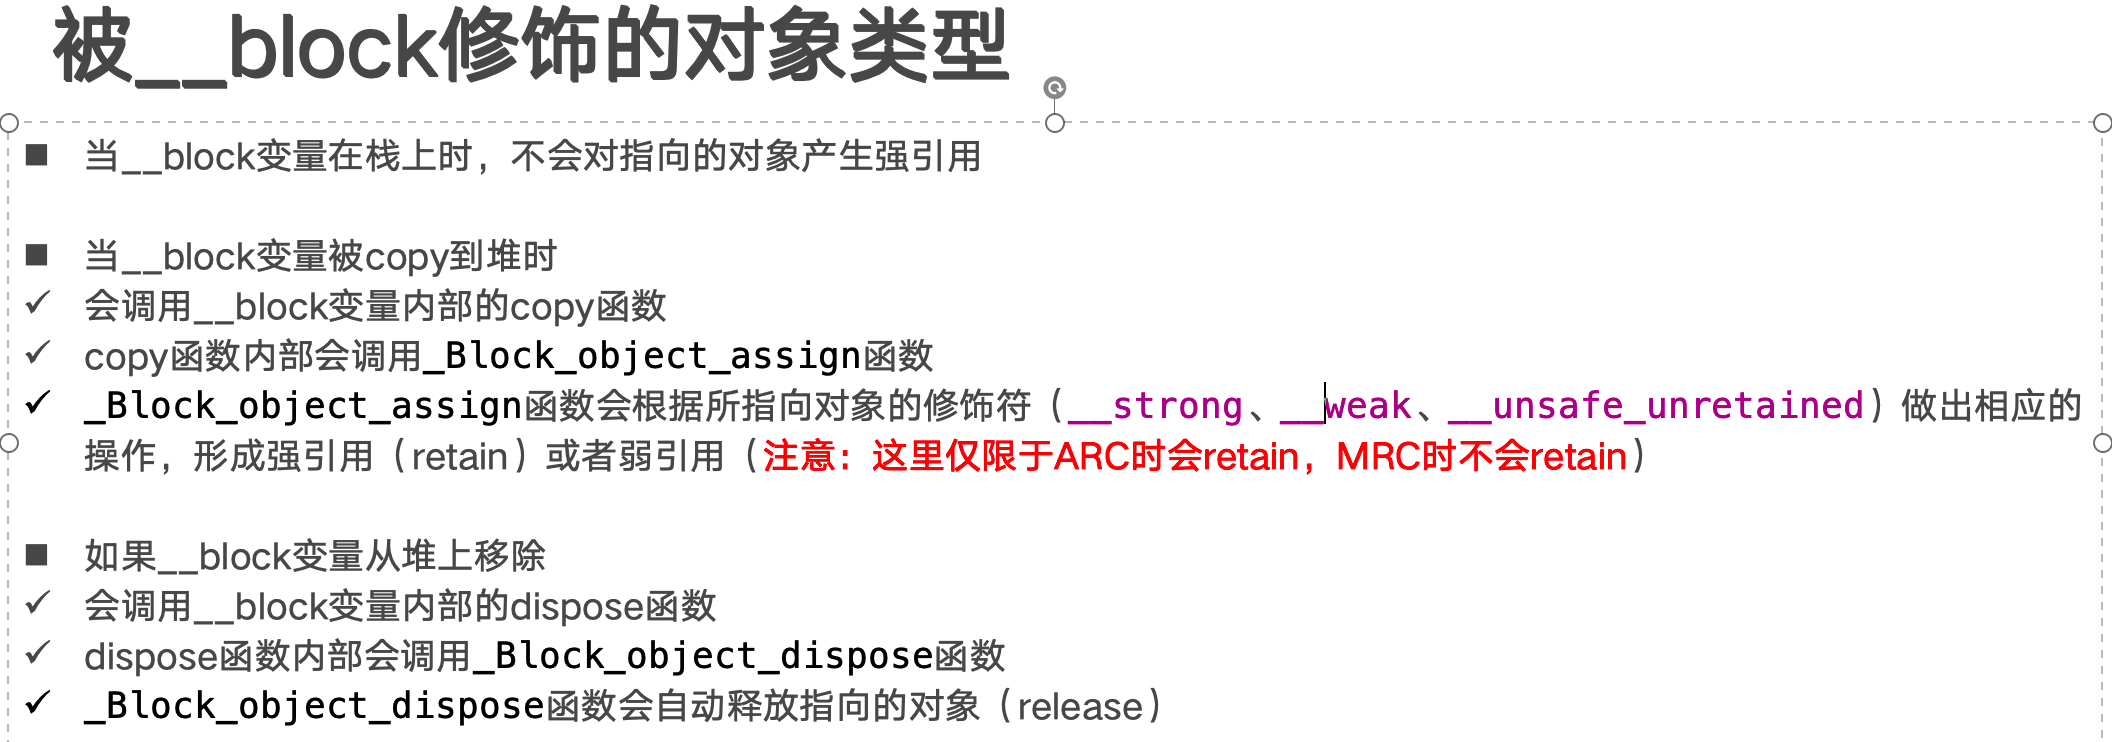 被__block修饰的对象类型
■ 当__block变量在栈上时，不会对指向的对象产生强引用
■ 当__block变量被copy到堆时
✓ 会调用__block变量内部的copy函数
✓ copy函数内部会调用_Block_object_assign函数
✓ _Block_object_assign函数会根据所指向对象的修饰符（__strong、__weak、__unsafe_unretained）做出相应的
操作，形成强引用（retain）或者弱引用（注意：这里仅限于ARC时会retain，MRC时不会retain）
■ 如果__block变量从堆上移除
✓ 会调用__block变量内部的dispose函数
✓ dispose函数内部会调用_Block_object_dispose函数
✓ _Block_object_dispose函数会自动释放指向的对象（release）